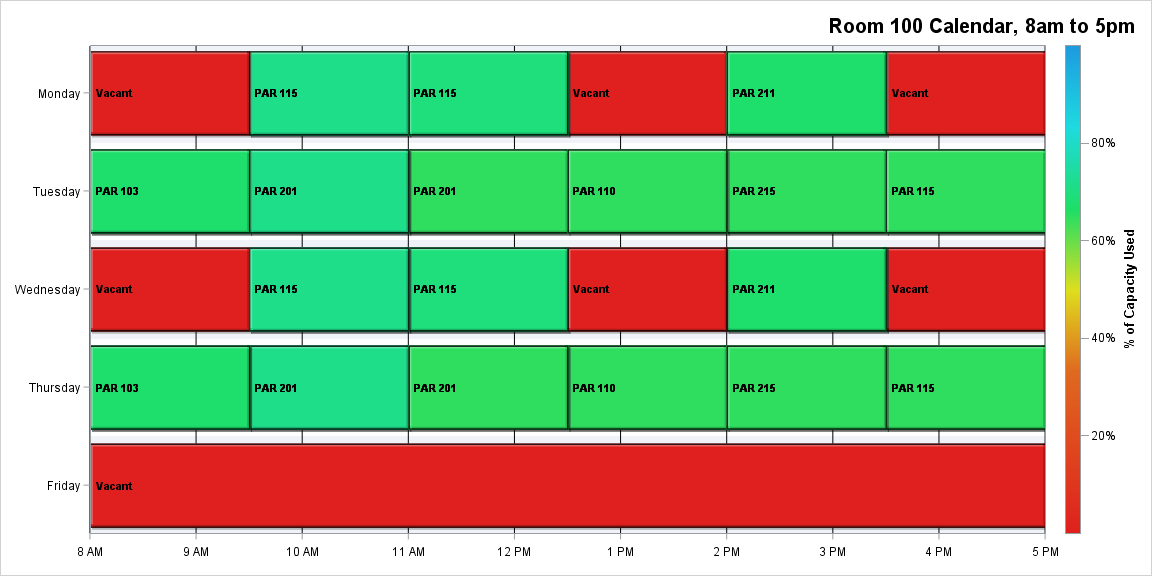 Room 100 Calendar, 8am to 5pm
Monday
Vacant
PAR 115
PAR 115
Vacant
PAR 211
Vacant
Tuesday
PAR 103
PAR 201
PAR 201
PAR 110
PAR 215
PAR 115
Wednesday
Vacant
PAR 115
PAR 115
Vacant
PAR 211
Vacant
Thursday
PAR 103
PAR 201
PAR 201
PAR 110
PAR 215
PAR 115
Friday
Vacant
8 AM
9 AM
10 AM
11 AM
12 PM
1 PM
2 PM
3 PM
4 PM
5 PM
80%
60%
40%
20%
% of Capacity Used